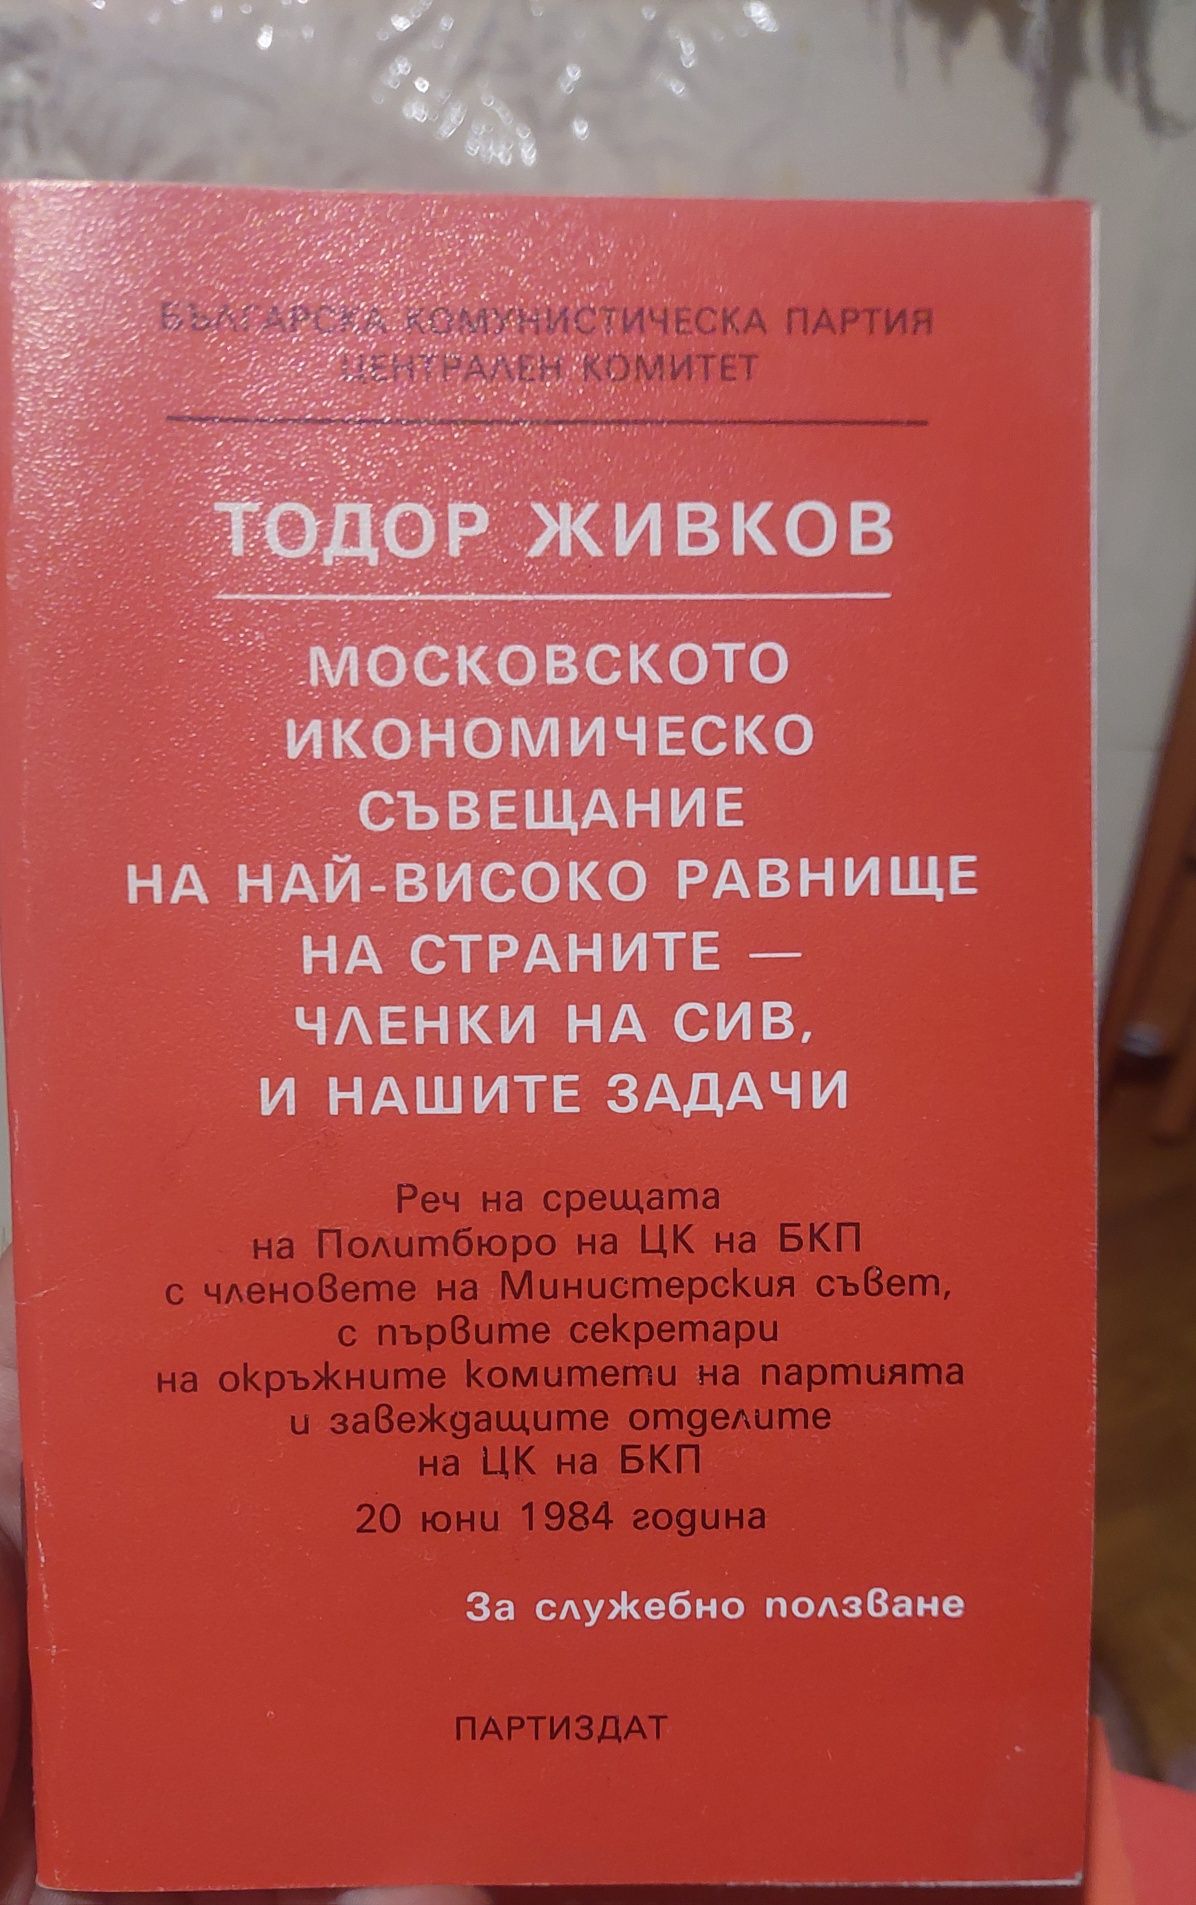 БЪЛГАРСКА КОМУНИСТИЧЕСКА ПАРТИЯ
ЦЕНТРАЛЕН КОМИТЕТ
ТОДОР ЖИВКОВ
МОСКОВСКОТО
ИКОНОМИЧЕСКО
СЪВЕЩАНИЕ
НА НАЙ-ВИСОКО РАВНИЩЕ
НА СТРАНИТЕ —
ЧЛЕНКИ НА СИВ,
И НАШИТЕ ЗАДАЧИ
Реч на срещата
на Политбюро на ЦК на БКП
с членовете на Министерския съвет,
с първите секретари
на окръжните комитети на партията
и завеждащите отделите
на ЦК на БКП
20 юни 1984 година
За служебно ползване
ПАРТИЗДАТ